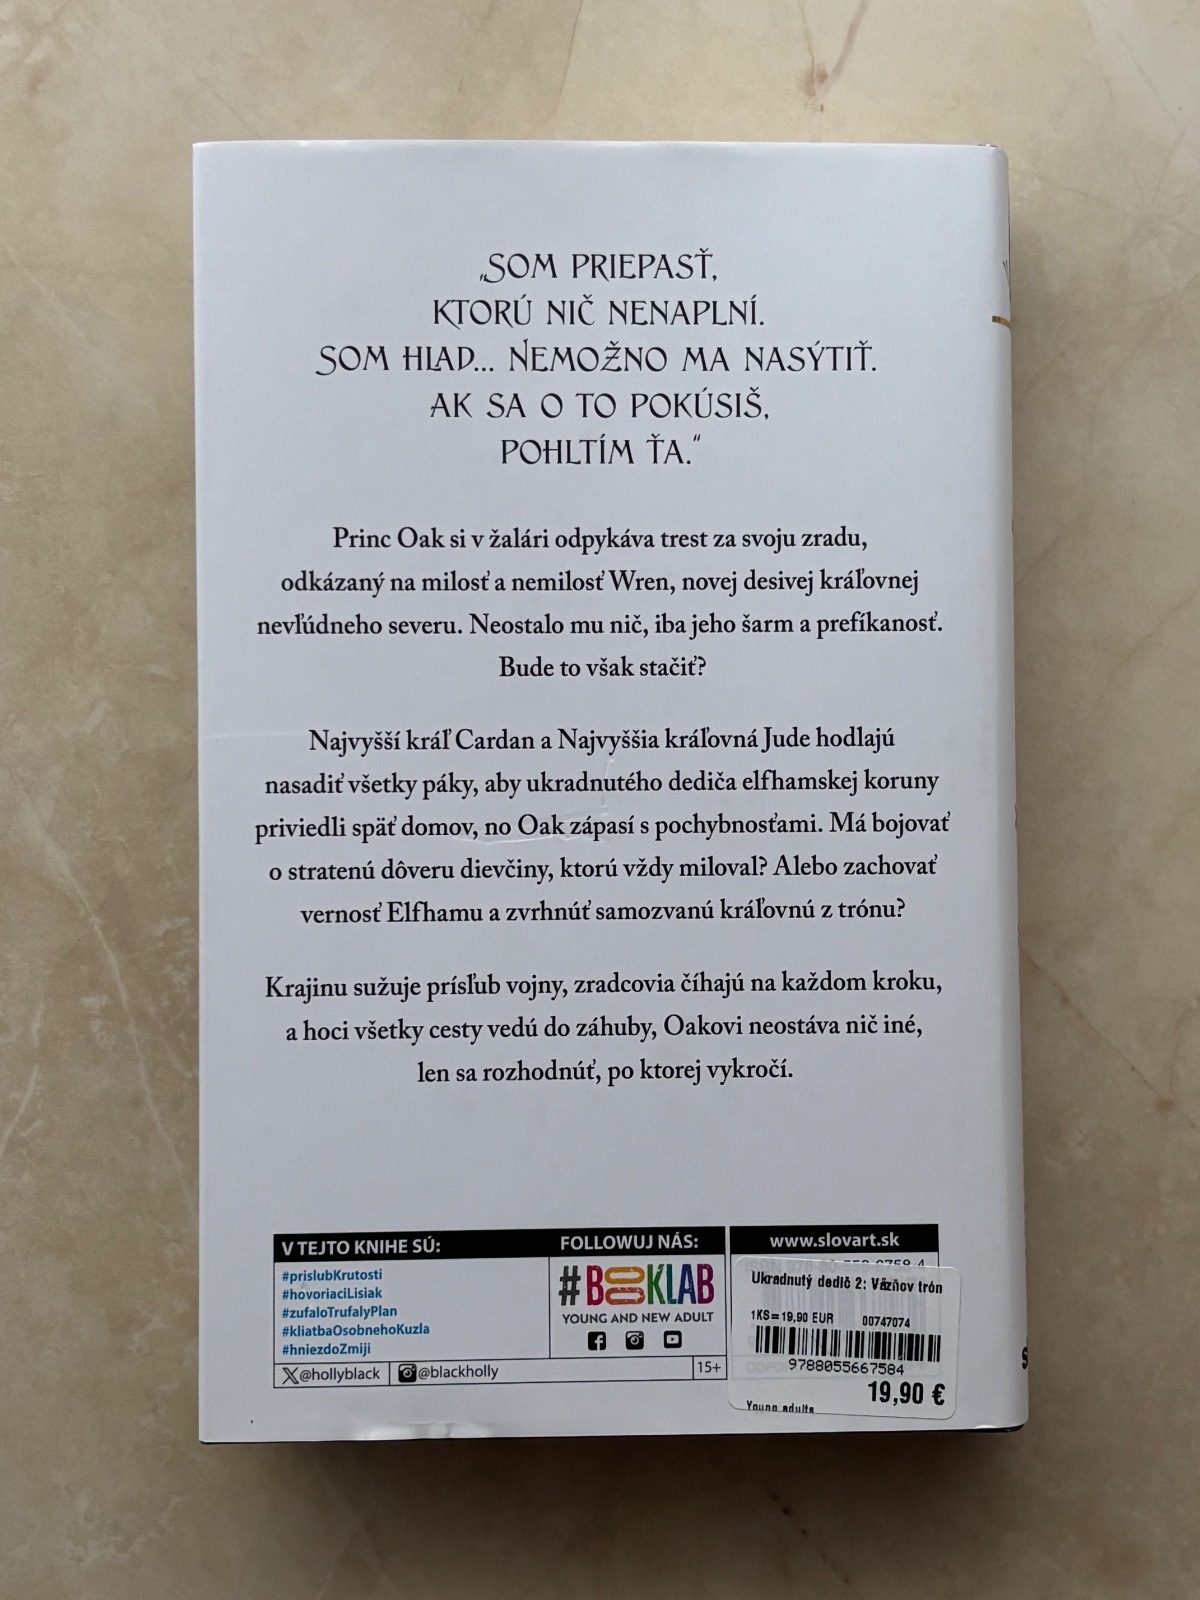 „SOM PRIEPASŤ,
KTORÚ NIČ NENAPLNÍ.
SOM HLAD... NEMOŽNO MA NASÝTIŤ.
AK SA O TO POKÚSIŠ,
POHLTÍM ŤA.“
Princ Oak si v žalári odpykáva trest za svoju zradu,
odkázaný na milosť a nemilosť Wren, novej desivej kráľovnej
nevľúdneho severu. Neostalo mu nič, iba jeho šarm a prefíkanosť.
Bude to však stačiť?
Najvyšší kráľ Cardan a Najvyššia kráľovná Jude hodlajú
nasadiť všetky páky, aby ukradnutého dediča elfhamskej koruny
priviedli späť domov, no Oak zápasí s pochybnosťami. Má bojovať
o stratenú dôveru dievčiny, ktorú vždy miloval? Alebo zachovať
vernosť Elfhamu a zvrhnúť samozvanú kráľovnú z trónu?
Krajinu sužuje prísľub vojny, zradcovia číhajú na každom kroku,
a hoci všetky cesty vedú do záhuby, Oakovi neostáva nič iné,
len sa rozhodnúť, po ktorej vykročí.
V TEJTO KNIHE SÚ:
#prislubKrutosti
#hovoriaciLisiak
#zufaloTrufalyPlan
#kliatbaOsobnehoKuzla
#hniezdoZmiji
@hollyblack
@blackholly
15+
FOLLOWUJ NÁS:
#BOOKLAB
YOUNG AND NEW ADULT
www.slovart.sk
Ukradnutý dedič 2: Väzňov trón
1KS=19,90 EUR 00747074
9788055667584
19,90 €
Young adults